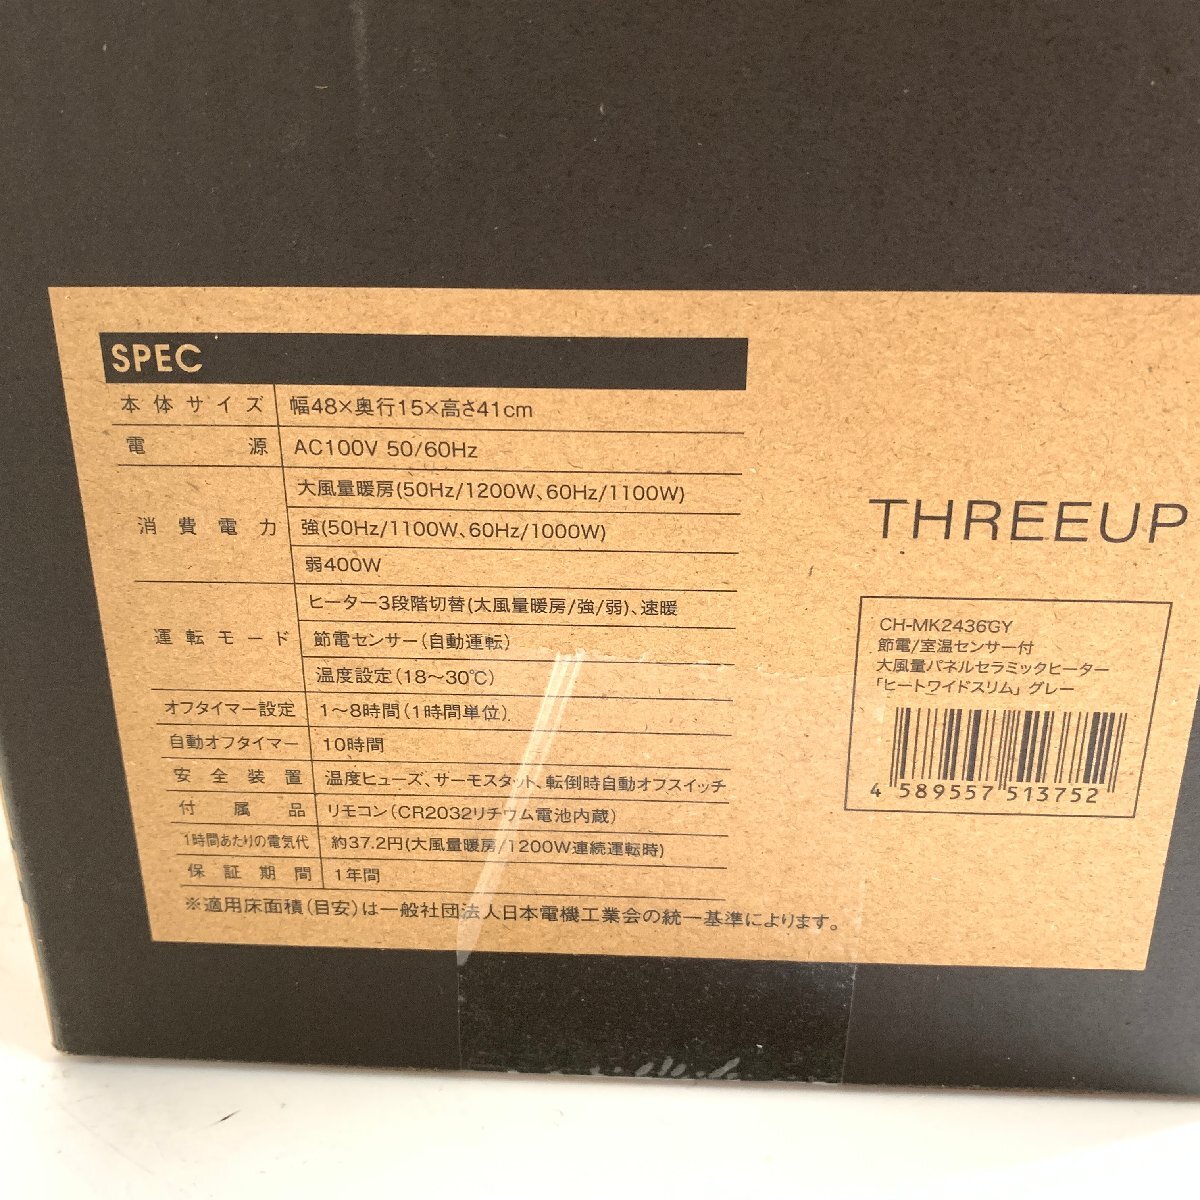 SPEC
本体サイズ 幅48×奥行15×高さ41cm
電源 AC100V 50/60Hz
消費電力 大風量暖房(50Hz/1200W、60Hz/1100W)
強(50Hz/1100W、60Hz/1000W)
弱400W
運転モード ヒーター3段階切替(大風量暖房/強/弱)、速暖
節電センサー(自動運転)
温度設定(18〜30℃)
オフタイマー設定 1〜8時間(1時間単位)
自動オフタイマー 10時間
安全装置 温度ヒューズ、サーモスタット、転倒時自動オフスイッチ
付属品 リモコン(CR2032リチウム電池内蔵)
1時間あたりの電気代 約37.2円(大風量暖房/1200W連続運転時)
保証期間 1年間
※適用床面積(目安)は一般社団法人日本電機工業会の統一基準によります。
THREEUP
CH-MK2436GY
節電/室温センサー付
大風量パネルセラミックヒーター
「ヒートワイドスリム」グレー
4 589557 513752